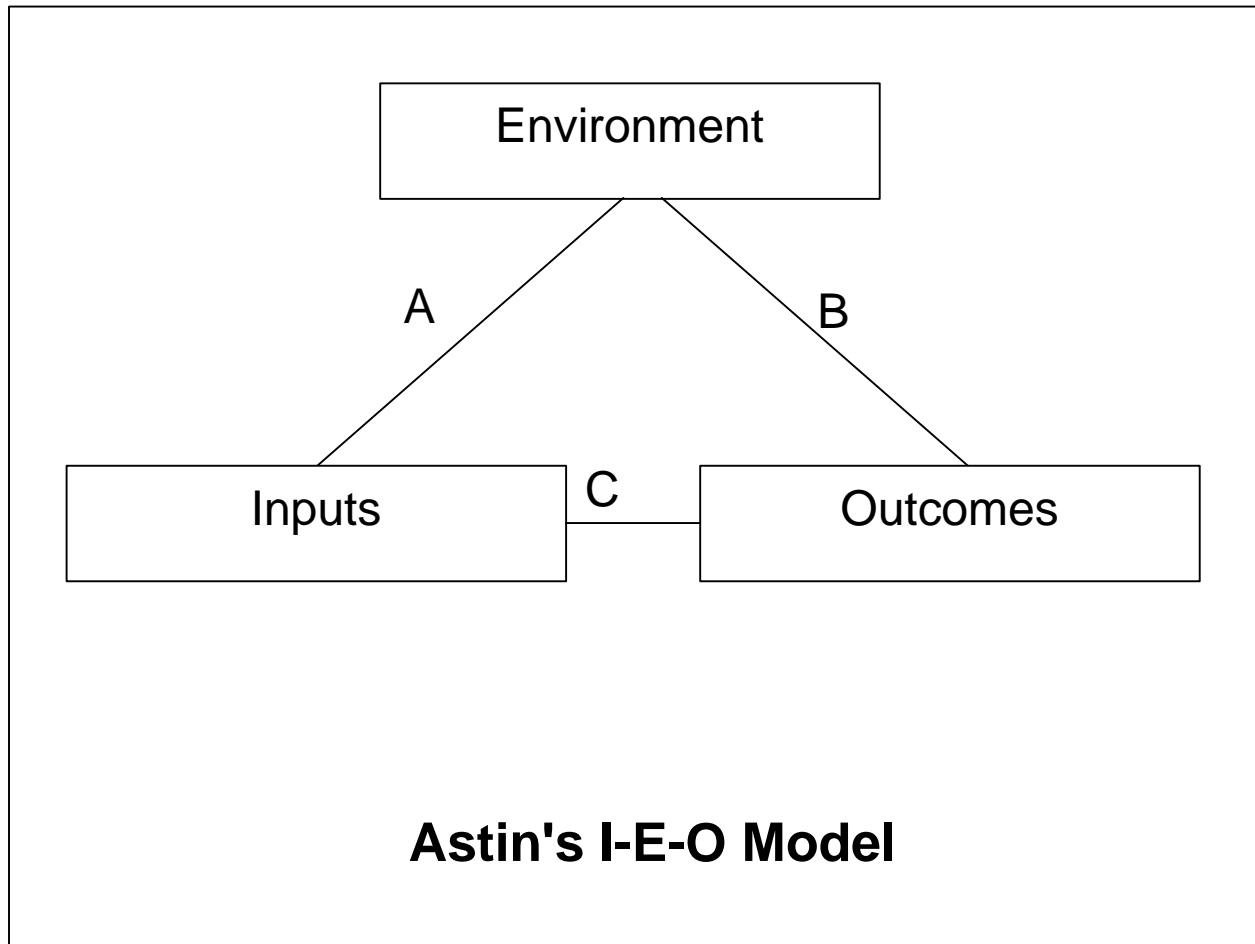 Environment
A
B
Inputs
C
Outcomes
Astin's I-E-O Model